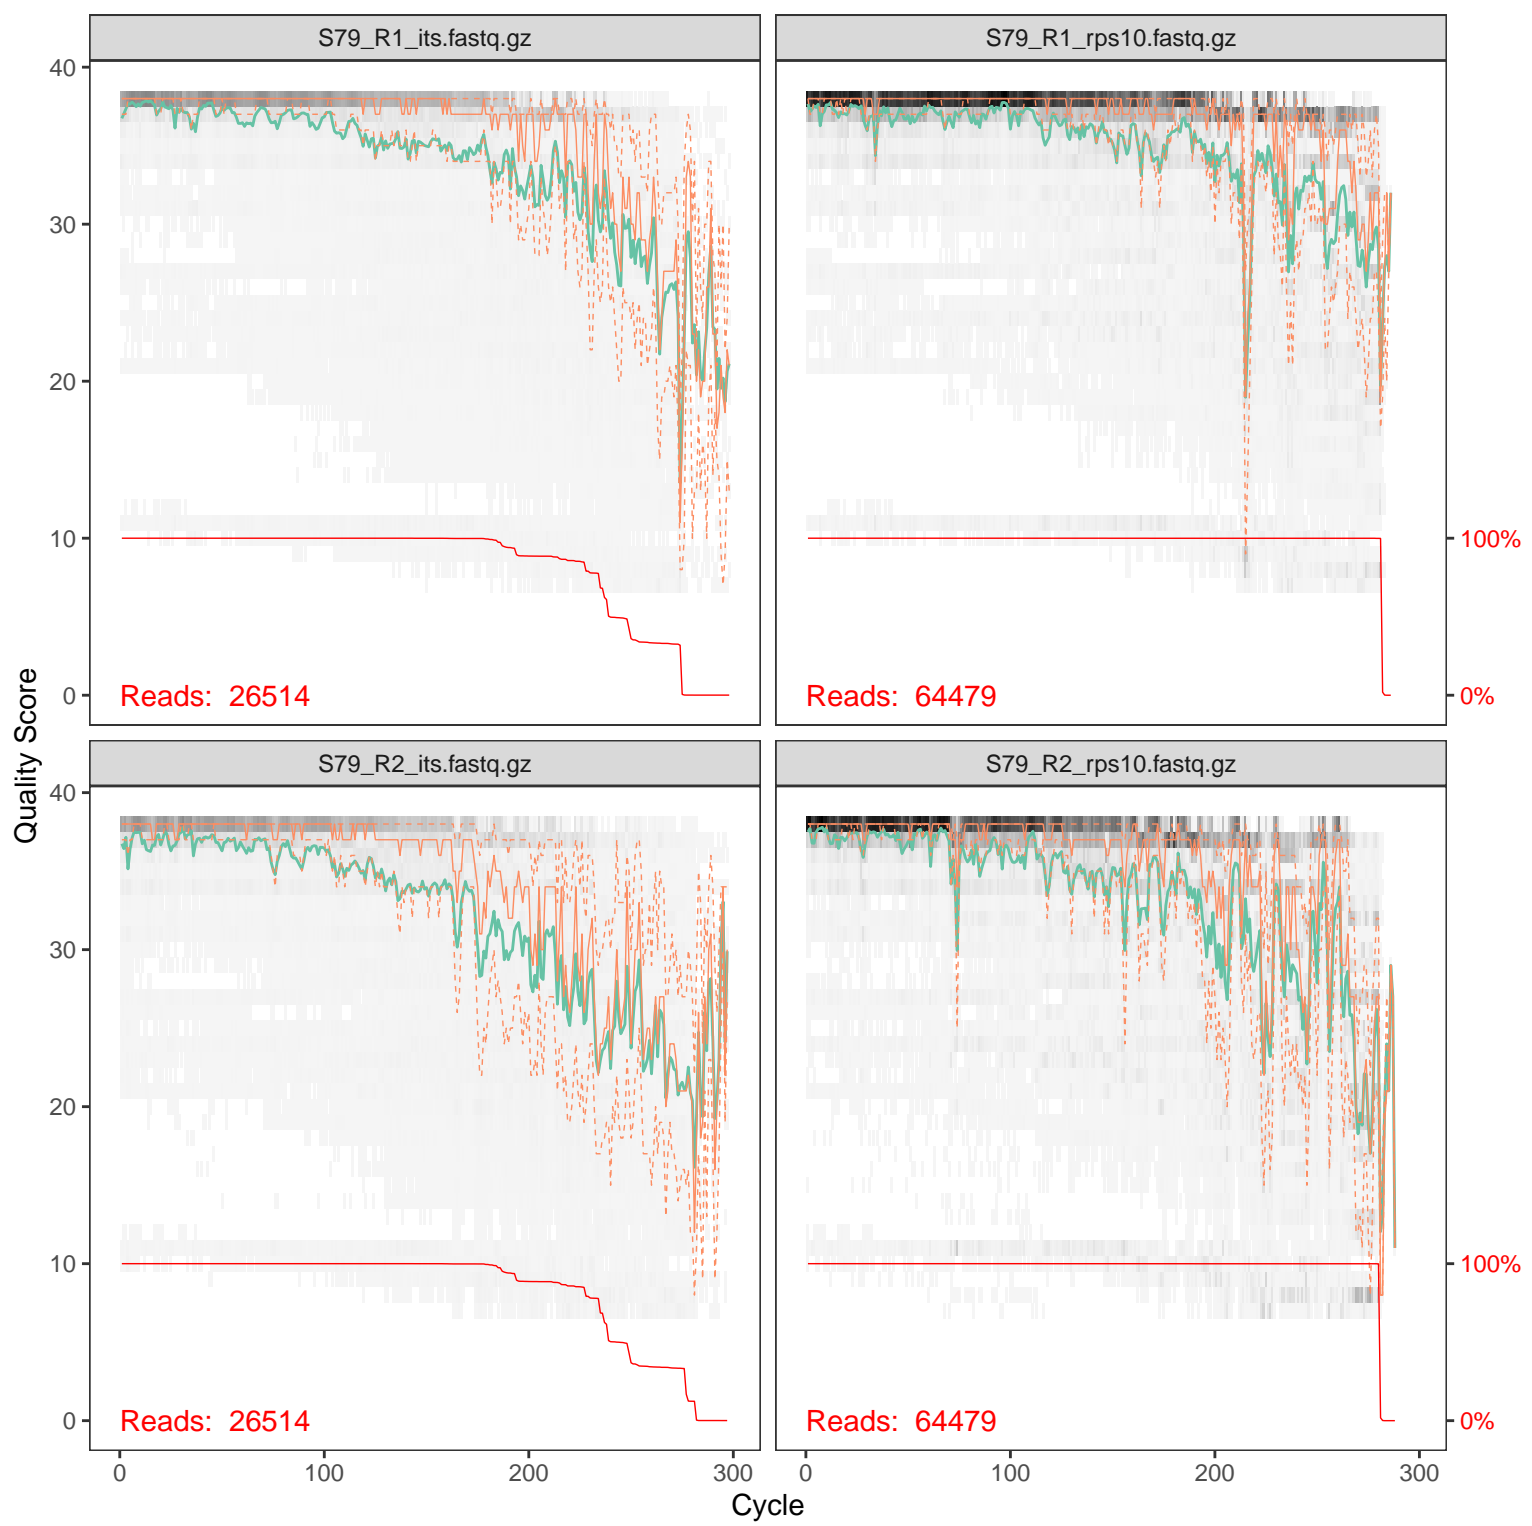 S79_R1_its.fastq.gz
S79_R1_rps10.fastq.gz
40
30
20
10
0
100%
0%
Reads: 26514
Reads: 64479
Quality Score
S79_R2_its.fastq.gz
S79_R2_rps10.fastq.gz
40
30
20
10
0
100%
0%
Reads: 26514
Reads: 64479
0 100 200 300
0 100 200 300
Cycle